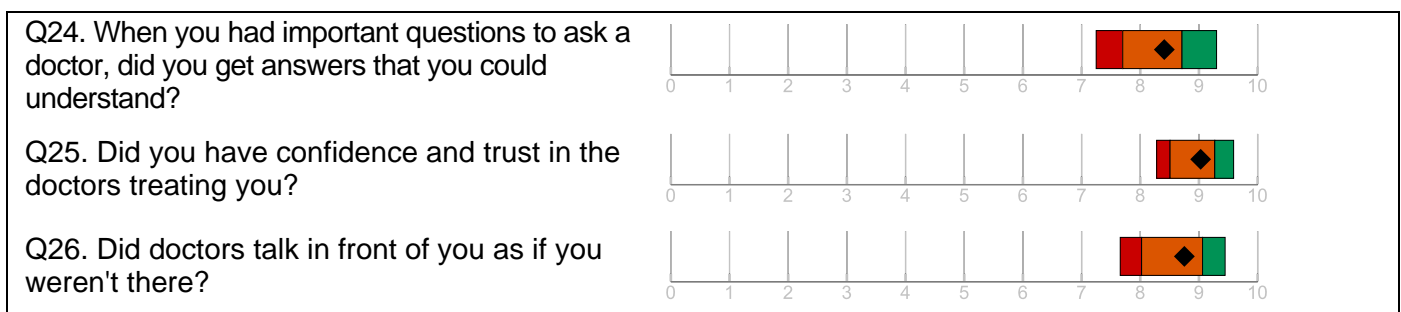 Q24. When you had important questions to ask a
doctor, did you get answers that you could
understand?
0 1 2 3 4 5 6 7 8 9 10
Q25. Did you have confidence and trust in the
doctors treating you?
0 1 2 3 4 5 6 7 8 9 10
Q26. Did doctors talk in front of you as if you
weren't there?
0 1 2 3 4 5 6 7 8 9 10